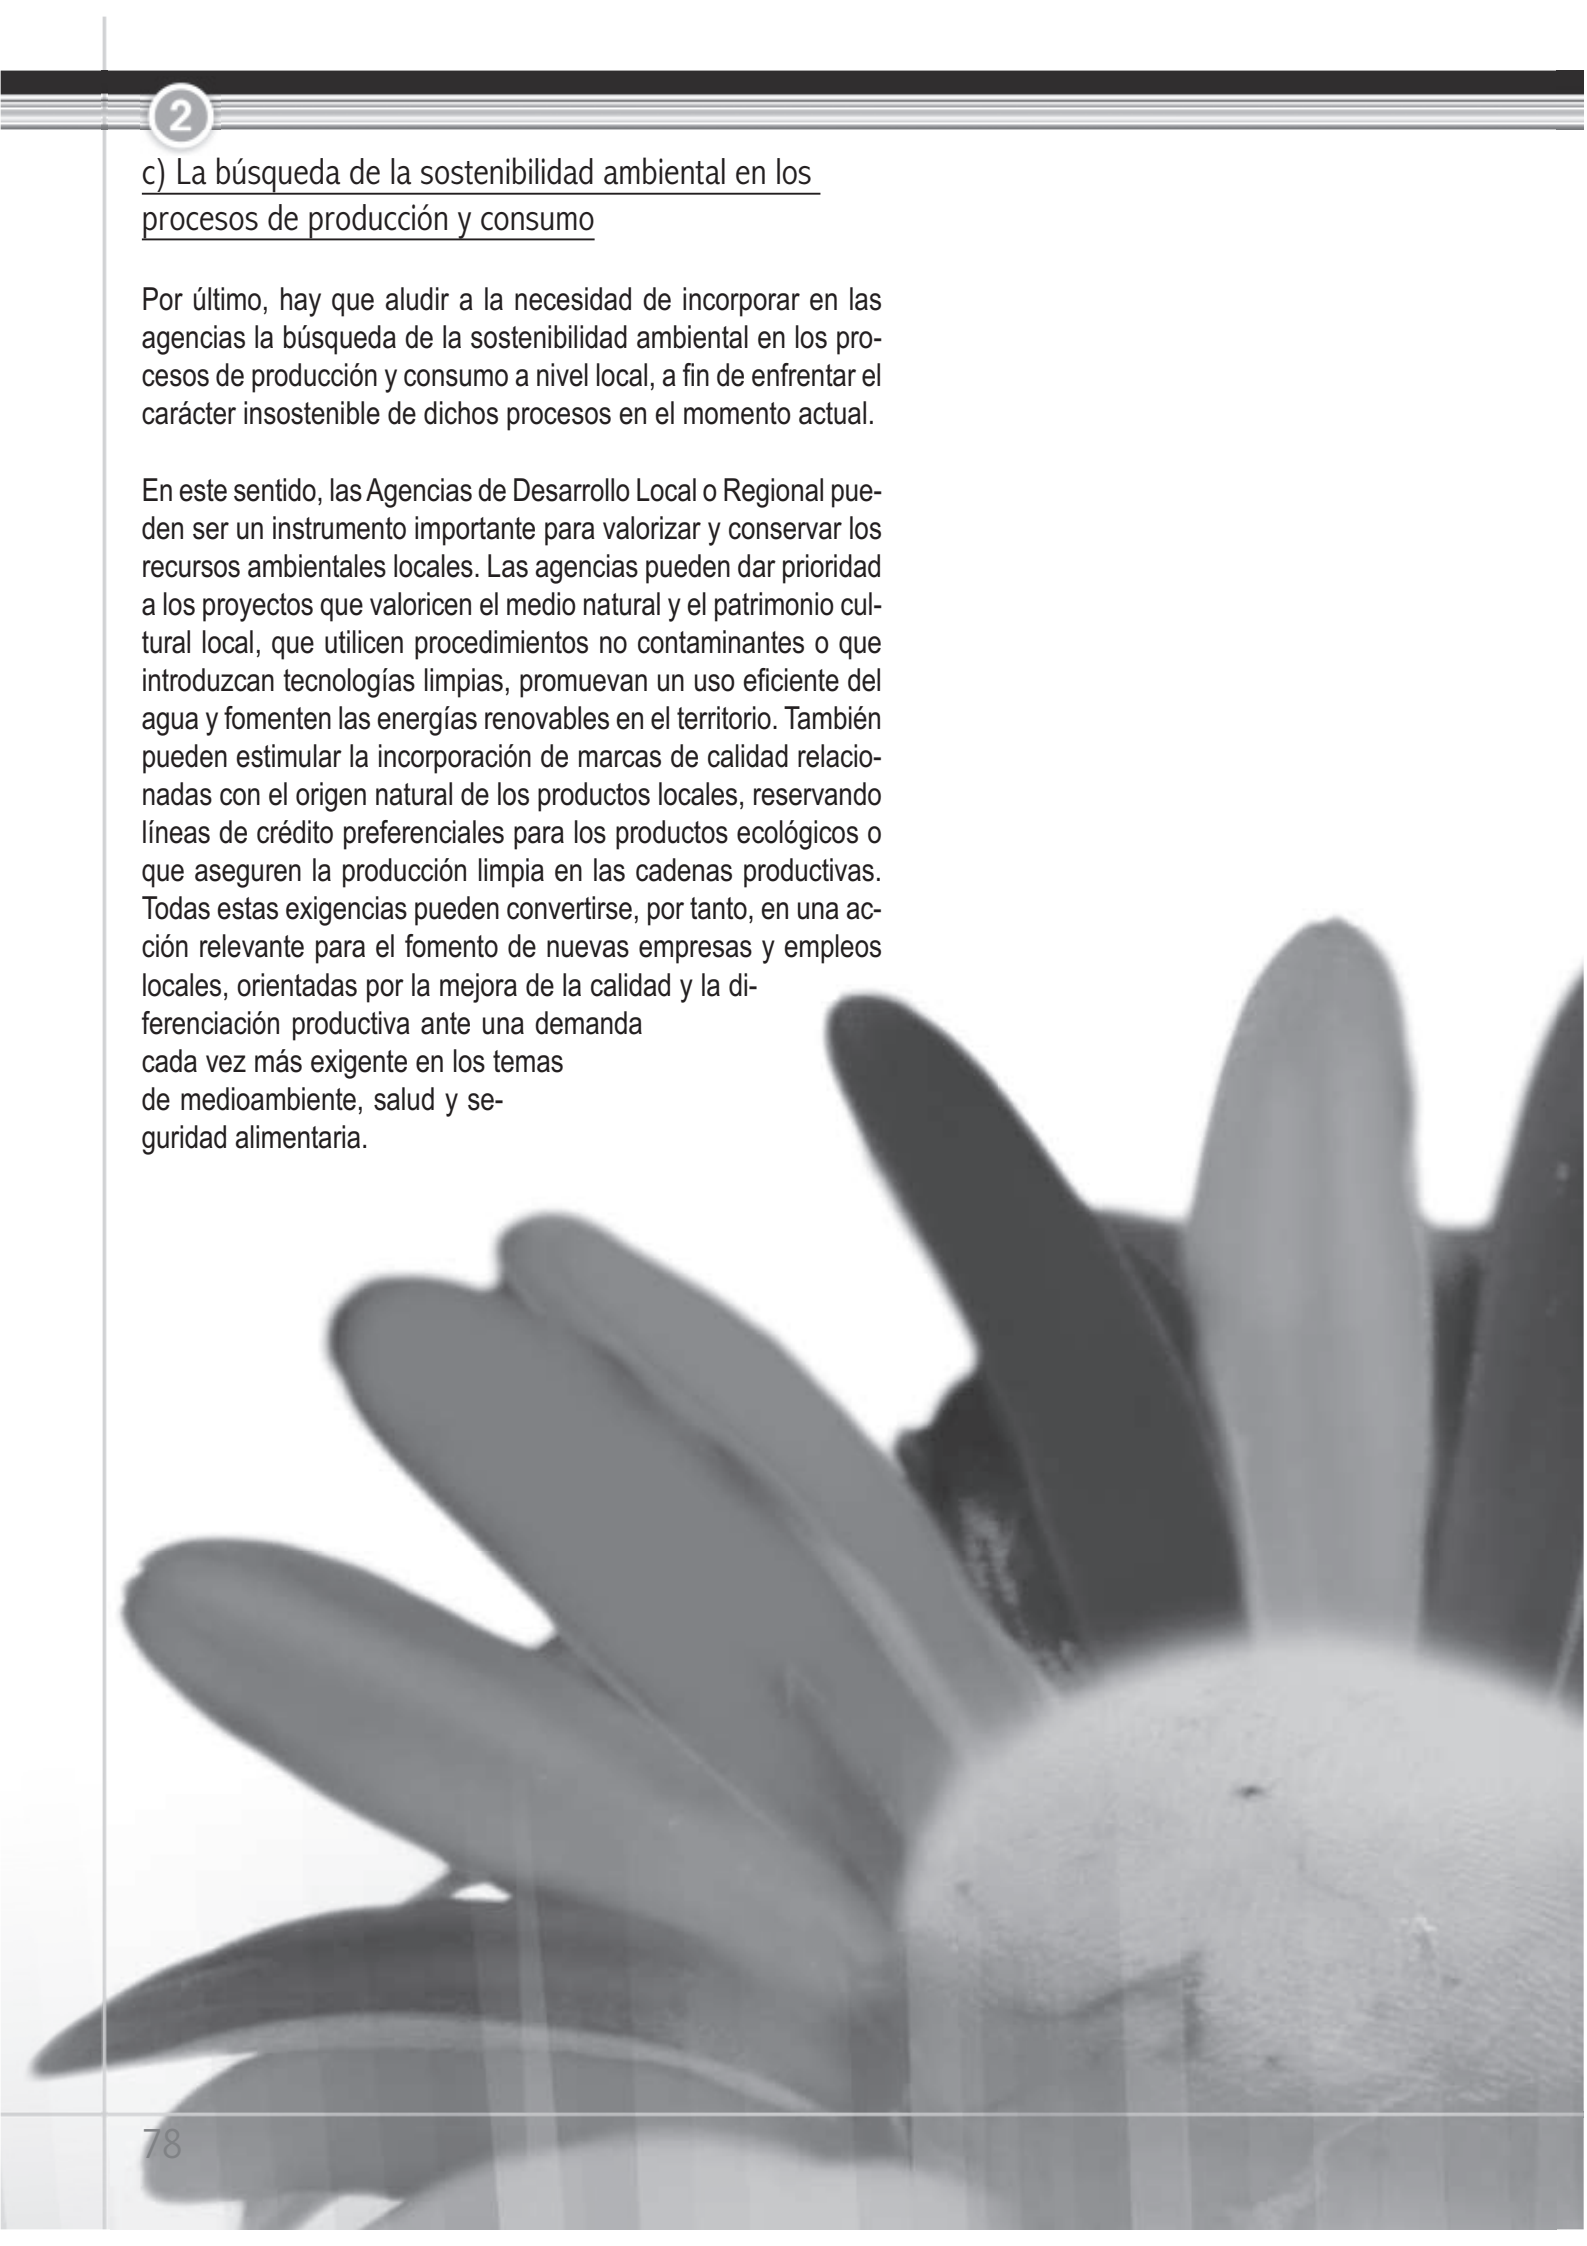 2
c) La búsqueda de la sostenibilidad ambiental en los
procesos de producción y consumo
Por último, hay que aludir a la necesidad de incorporar en las
agencias la búsqueda de la sostenibilidad ambiental en los pro-
cesos de producción y consumo a nivel local, a fin de enfrentar el
carácter insostenible de dichos procesos en el momento actual.
En este sentido, las Agencias de Desarrollo Local o Regional pue-
den ser un instrumento importante para valorizar y conservar los
recursos ambientales locales. Las agencias pueden dar prioridad
a los proyectos que valoricen el medio natural y el patrimonio cul-
tural local, que utilicen procedimientos no contaminantes o que
introduzcan tecnologías limpias, promuevan un uso eficiente del
agua y fomenten las energías renovables en el territorio. También
pueden estimular la incorporación de marcas de calidad relacio-
nadas con el origen natural de los productos locales, reservando
líneas de crédito preferenciales para los productos ecológicos o
que aseguren la producción limpia en las cadenas productivas.
Todas estas exigencias pueden convertirse, por tanto, en una ac-
ción relevante para el fomento de nuevas empresas y empleos
locales, orientadas por la mejora de la calidad y la di-
ferenciación productiva ante una demanda
cada vez más exigente en los temas
de medioambiente, salud y se-
guridad alimentaria.
78